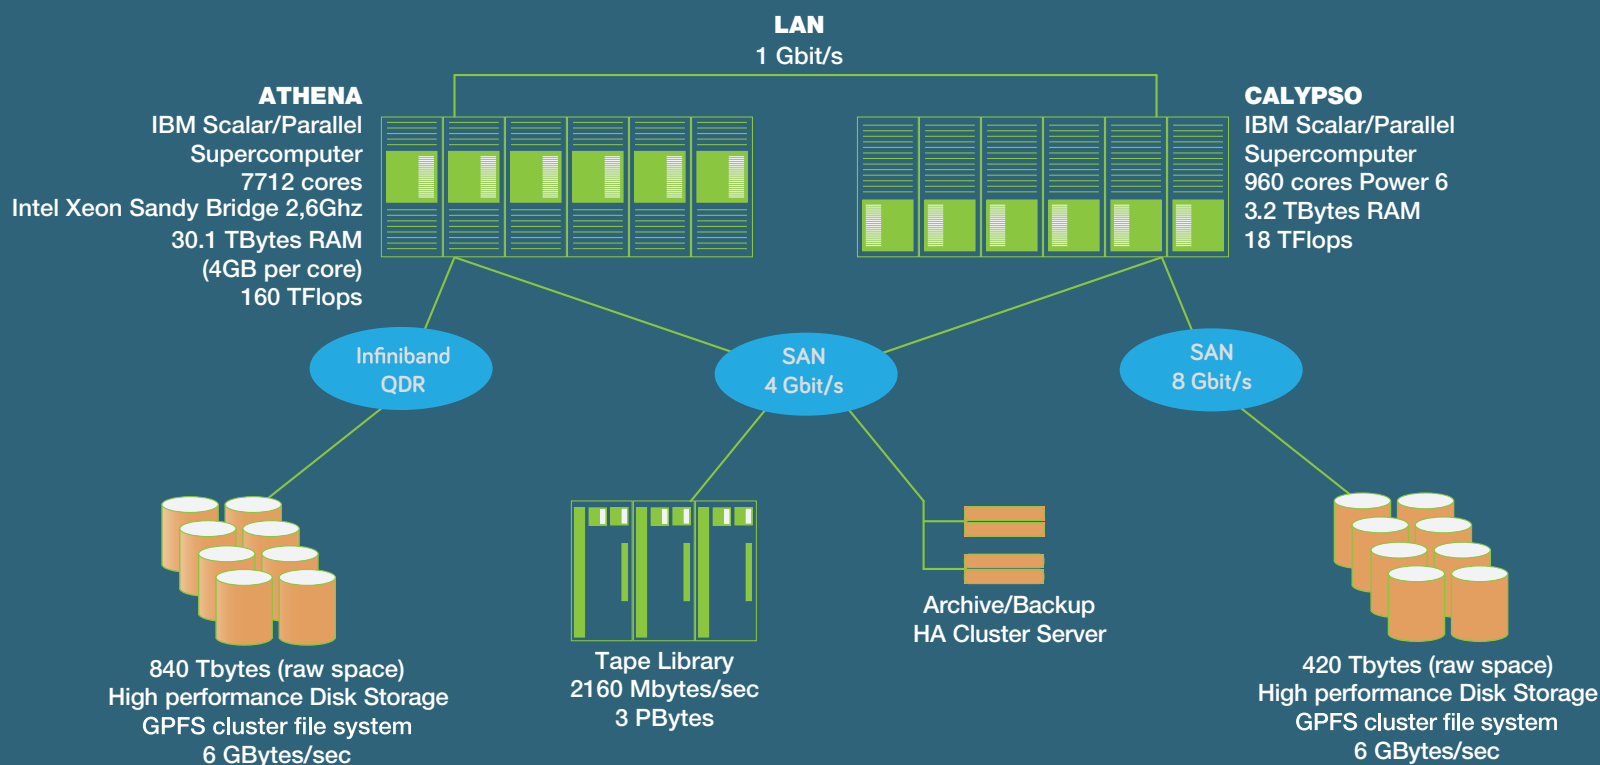 LAN
1 Gbit/s
ATHENA
IBM Scalar/Parallel
Supercomputer
7712 cores
Intel Xeon Sandy Bridge 2,6Ghz
30.1 TBytes RAM
(4GB per core)
160 TFlops
CALYPSO
IBM Scalar/Parallel
Supercomputer
960 cores Power 6
3.2 TBytes RAM
18 TFlops
Infiniband
QDR
SAN
4 Gbit/s
SAN
8 Gbit/s
840 Tbytes (raw space)
High performance Disk Storage
GPFS cluster file system
6 GBytes/sec
Tape Library
2160 Mbytes/sec
3 PBytes
Archive/Backup
HA Cluster Server
420 Tbytes (raw space)
High performance Disk Storage
GPFS cluster file system
6 GBytes/sec